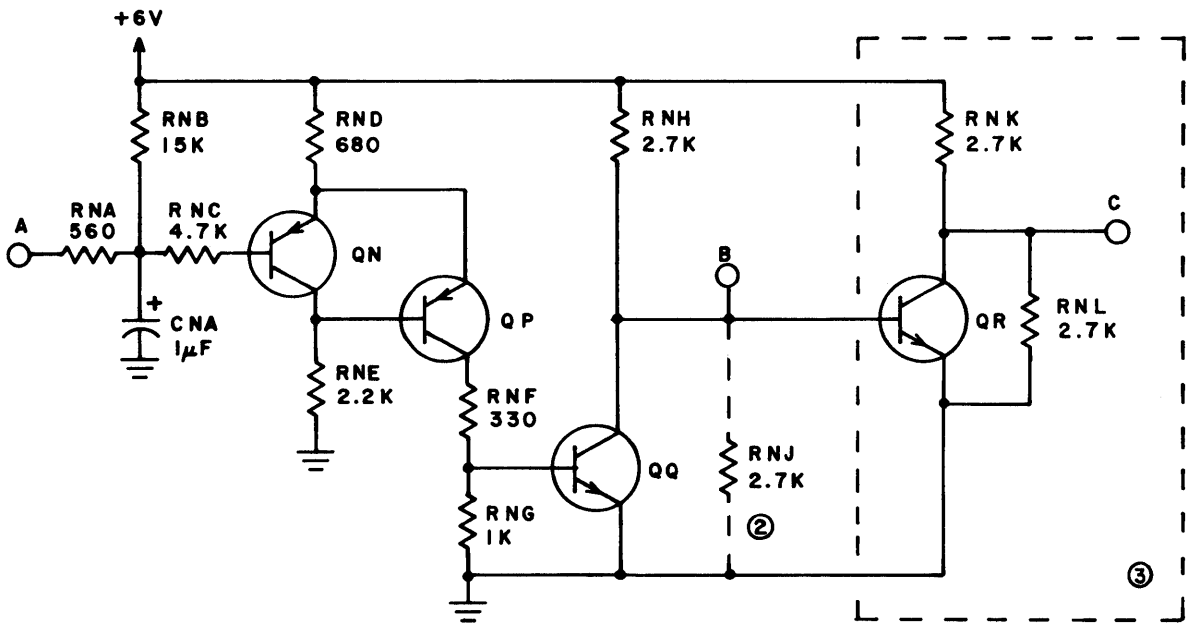 +6V
RNB
15K
RND
680
RNH
2.7K
RNK
2.7K
A
RNA
560
RNC
4.7K
QN
B
C
+
CNA
1µF
QP
QR
RNL
2.7K
RNE
2.2K
RNF
330
QQ
RNJ
2.7K
RNG
1K
2
3